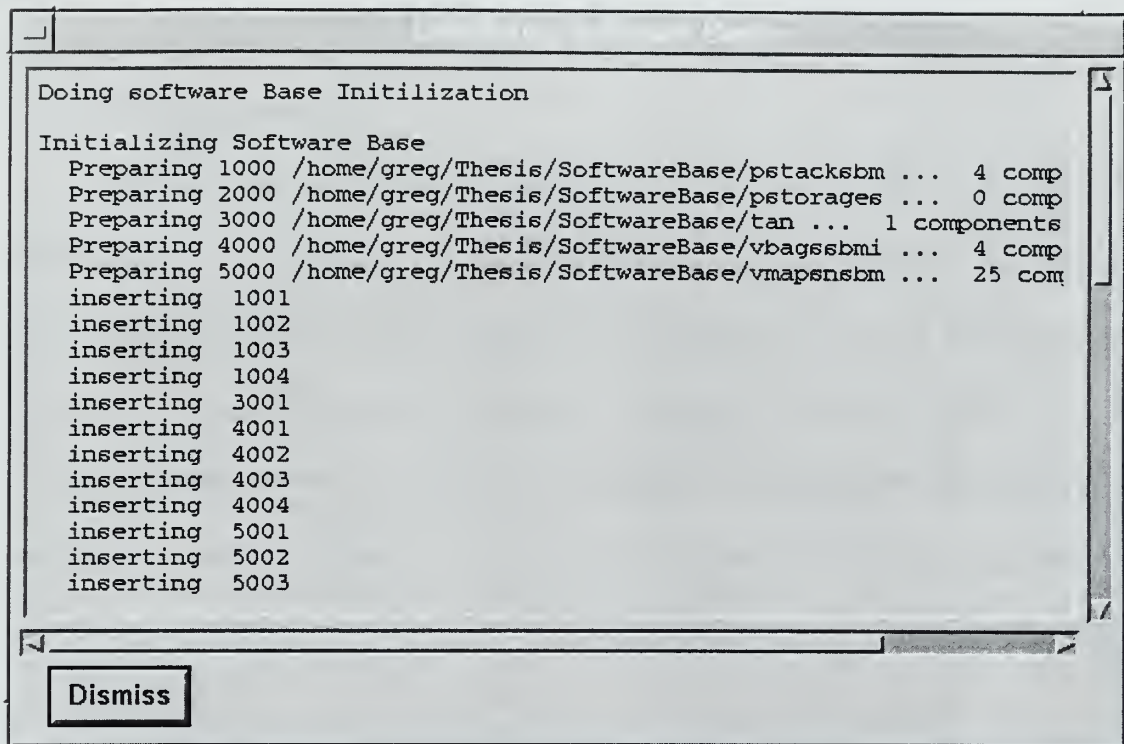 Doing software Base Initilization
Initializing Software Base
Preparing 1000 /home/greg/Thesis/SoftwareBase/pstacksbm ... 4 comp
Preparing 2000 /home/greg/Thesis/SoftwareBase/pstorages ... 0 comp
Preparing 3000 /home/greg/Thesis/SoftwareBase/tan ... 1 components
Preparing 4000 /home/greg/Thesis/SoftwareBase/vbagssbmi ... 4 comp
Preparing 5000 /home/greg/Thesis/SoftwareBase/vmapsnsbm ... 25 com
inserting 1001
inserting 1002
inserting 1003
inserting 1004
inserting 3001
inserting 4001
inserting 4002
inserting 4003
inserting 4004
inserting 5001
inserting 5002
inserting 5003
Dismiss